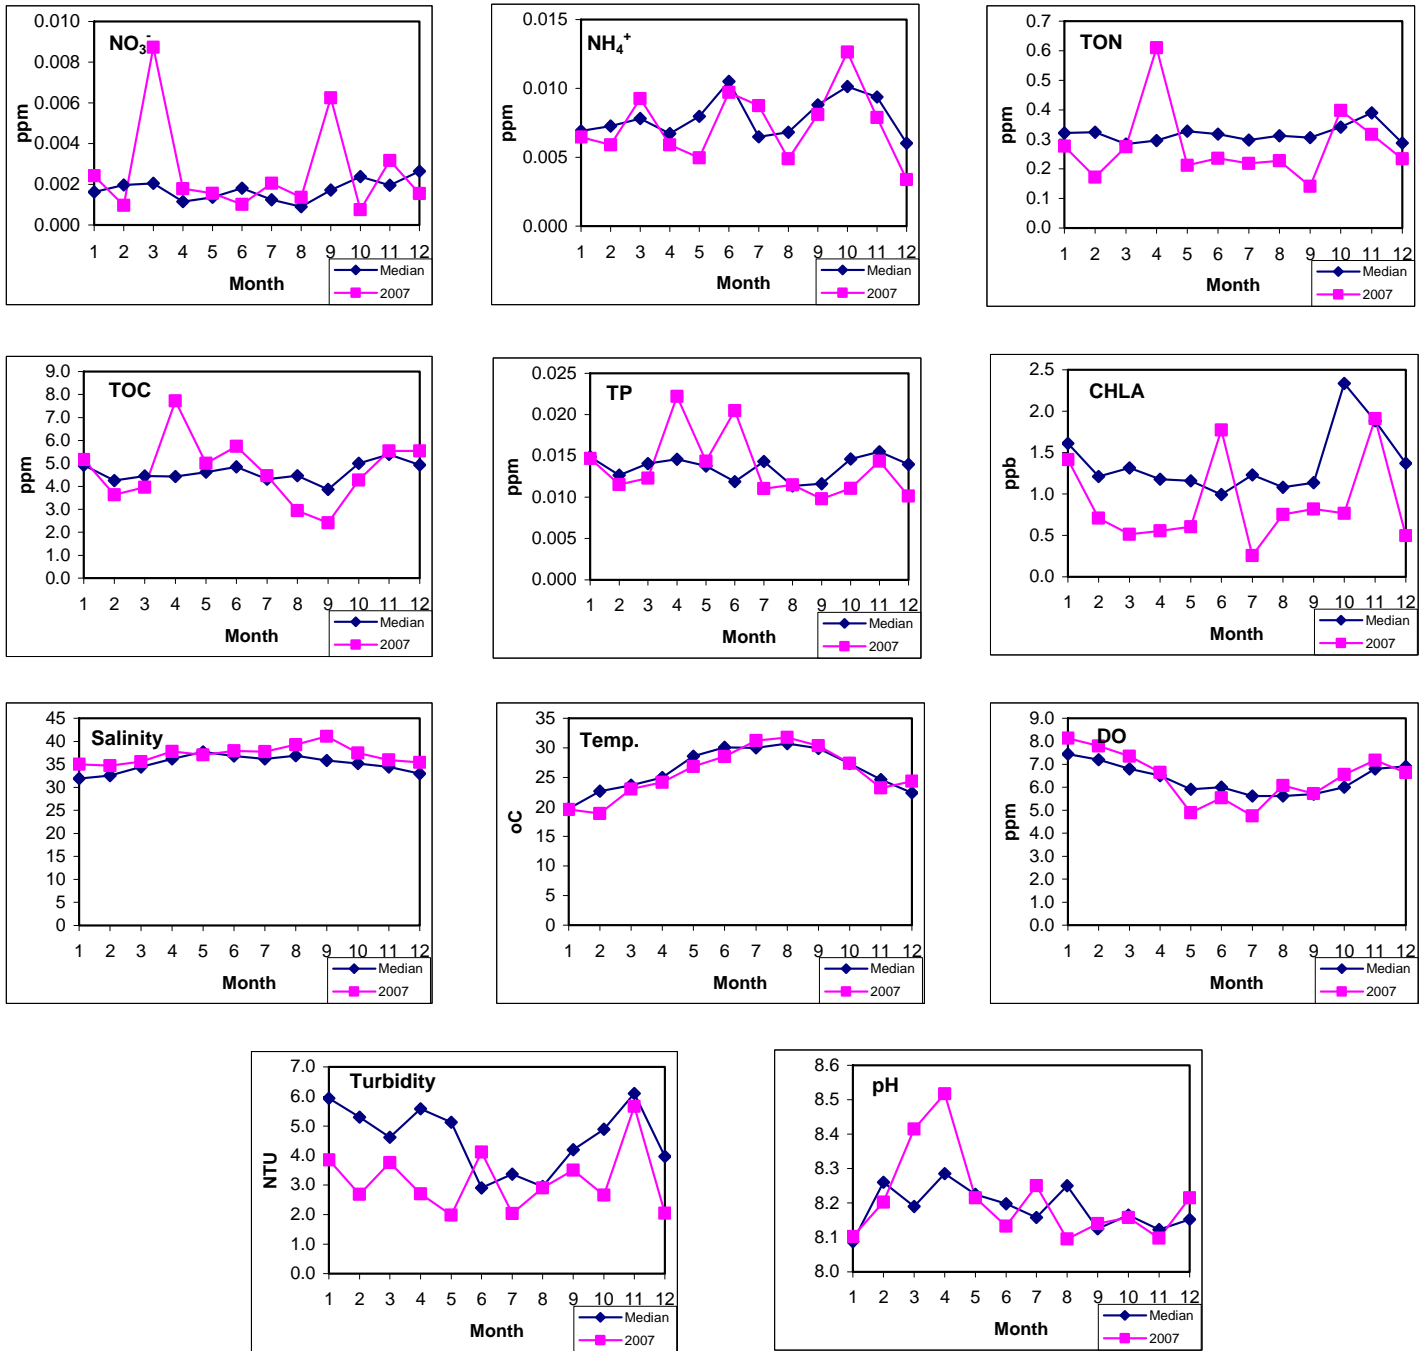 NO3-
ppm
0.010
0.008
0.006
0.004
0.002
0.000
1 2 3 4 5 6 7 8 9 10 11 12
Month
Median
2007
NH4+
ppm
0.015
0.010
0.005
0.000
1 2 3 4 5 6 7 8 9 10 11 12
Month
Median
2007
TON
ppm
0.7
0.6
0.5
0.4
0.3
0.2
0.1
0.0
1 2 3 4 5 6 7 8 9 10 11 12
Month
Median
2007
TOC
ppm
9.0
8.0
7.0
6.0
5.0
4.0
3.0
2.0
1.0
0.0
1 2 3 4 5 6 7 8 9 10 11 12
Month
Median
2007
TP
ppm
0.025
0.020
0.015
0.010
0.005
0.000
1 2 3 4 5 6 7 8 9 10 11 12
Month
Median
2007
CHLA
ppb
2.5
2.0
1.5
1.0
0.5
0.0
1 2 3 4 5 6 7 8 9 10 11 12
Month
Median
2007
Salinity
45
40
35
30
25
20
15
10
5
0
1 2 3 4 5 6 7 8 9 10 11 12
Month
Median
2007
Temp.
oC
35
30
25
20
15
10
5
0
1 2 3 4 5 6 7 8 9 10 11 12
Month
Median
2007
DO
ppm
9.0
8.0
7.0
6.0
5.0
4.0
3.0
2.0
1.0
0.0
1 2 3 4 5 6 7 8 9 10 11 12
Month
Median
2007
Turbidity
NTU
7.0
6.0
5.0
4.0
3.0
2.0
1.0
0.0
1 2 3 4 5 6 7 8 9 10 11 12
Month
Median
2007
pH
8.6
8.5
8.4
8.3
8.2
8.1
8.0
1 2 3 4 5 6 7 8 9 10 11 12
Month
Median
2007